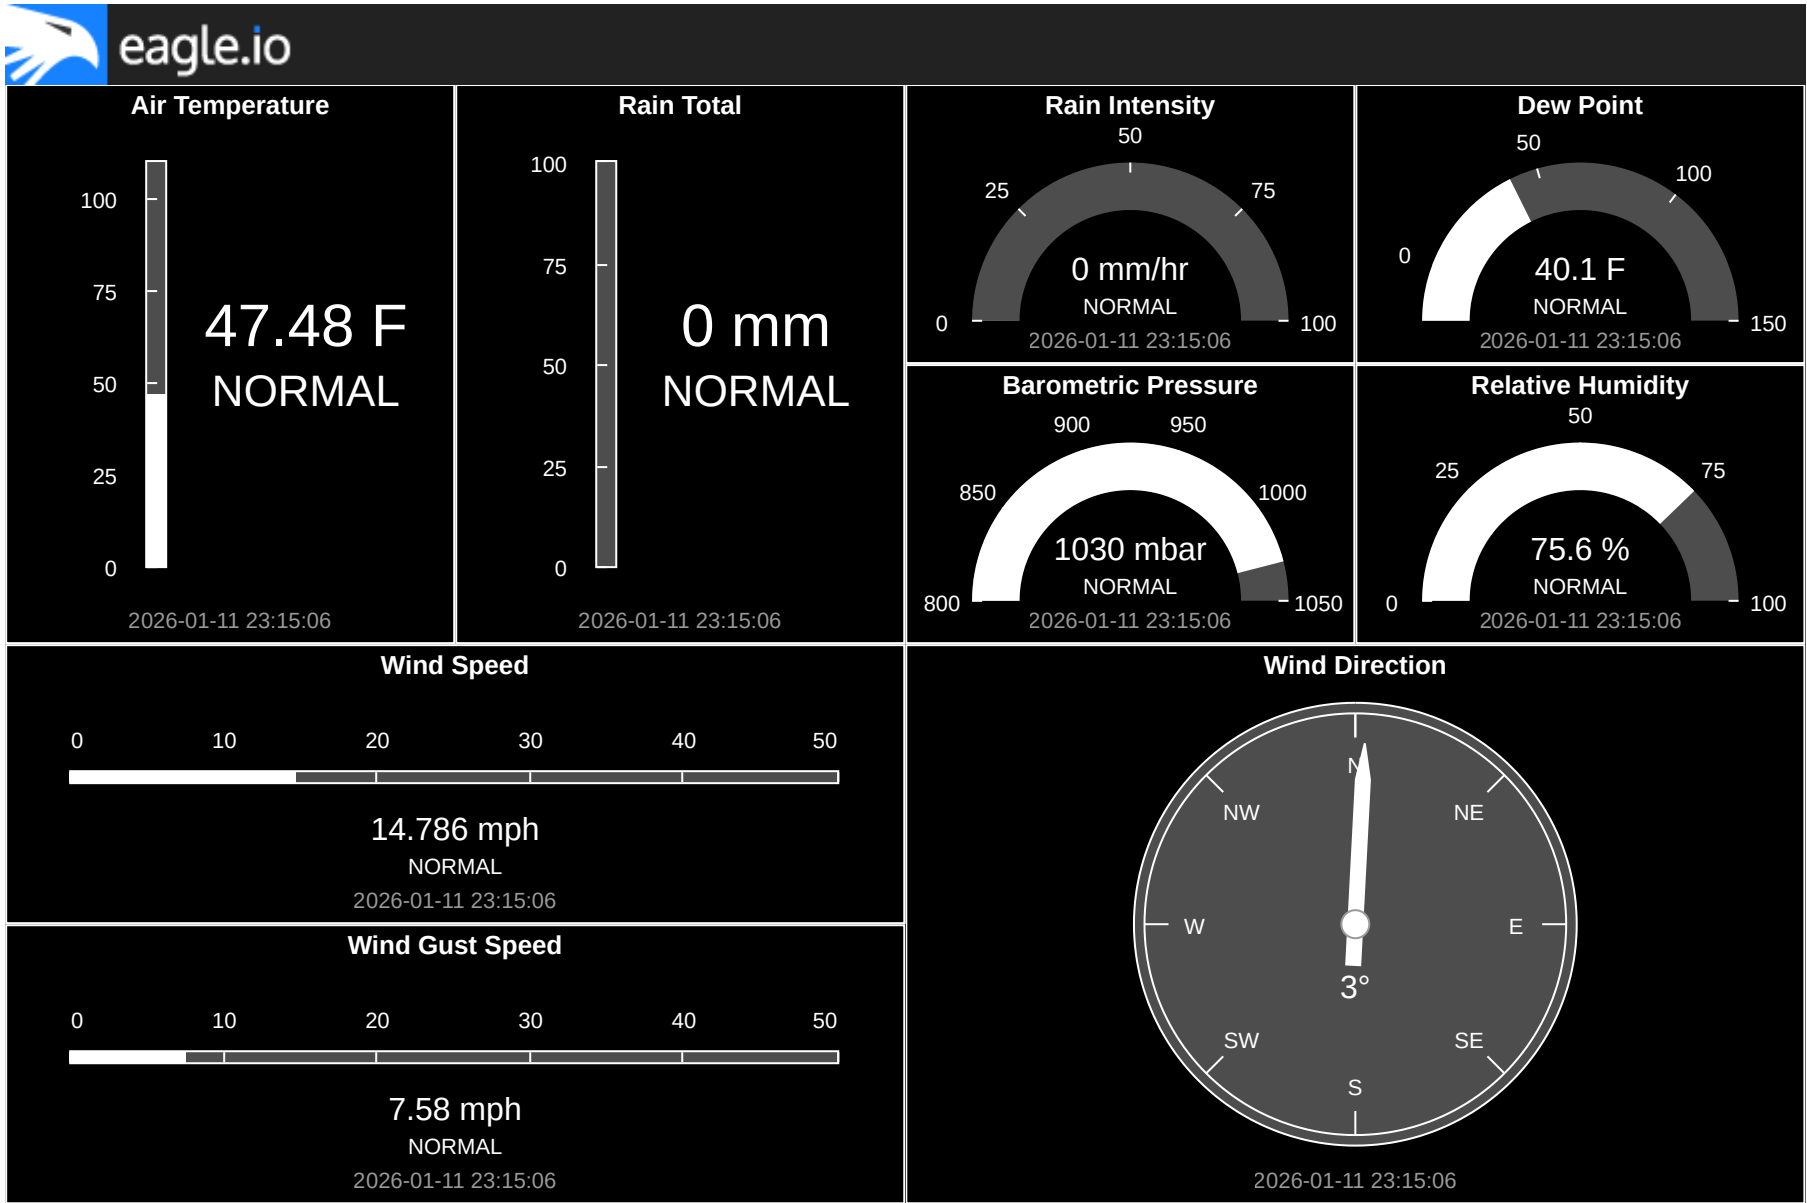 eagle.io
Air Temperature
100
75
50
25
0
47.48 F
NORMAL
2026-01-11 23:15:06
Rain Total
100
75
50
25
0
0 mm
NORMAL
2026-01-11 23:15:06
Rain Intensity
0
25
50
75
100
0 mm/hr
NORMAL
2026-01-11 23:15:06
Dew Point
0
50
100
150
40.1 F
NORMAL
2026-01-11 23:15:06
Barometric Pressure
800
850
900
950
1000
1050
1030 mbar
NORMAL
2026-01-11 23:15:06
Relative Humidity
0
25
50
75
100
75.6 %
NORMAL
2026-01-11 23:15:06
Wind Speed
0 10 20 30 40 50
14.786 mph
NORMAL
2026-01-11 23:15:06
Wind Gust Speed
0 10 20 30 40 50
7.58 mph
NORMAL
2026-01-11 23:15:06
Wind Direction
N
NW NE
W E
3°
SW SE
S
2026-01-11 23:15:06